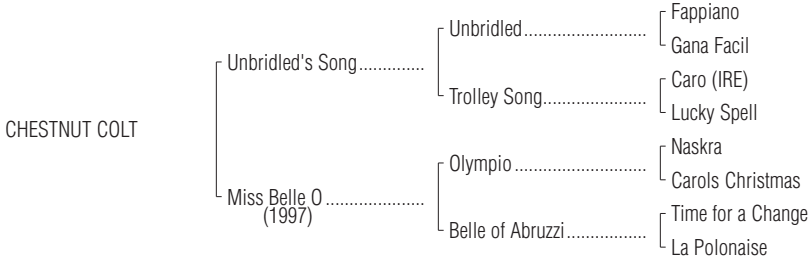 Fappiano
Unbridled..........................
Gana Facil
Unbridled's Song..............
Caro (IRE)
Trolley Song......................
Lucky Spell
CHESTNUT COLT
Naskra
Olympio ............................
Carols Christmas
Miss Belle O .....................
(1997)
Time for a Change
Belle of Abruzzi.................
La Polonaise